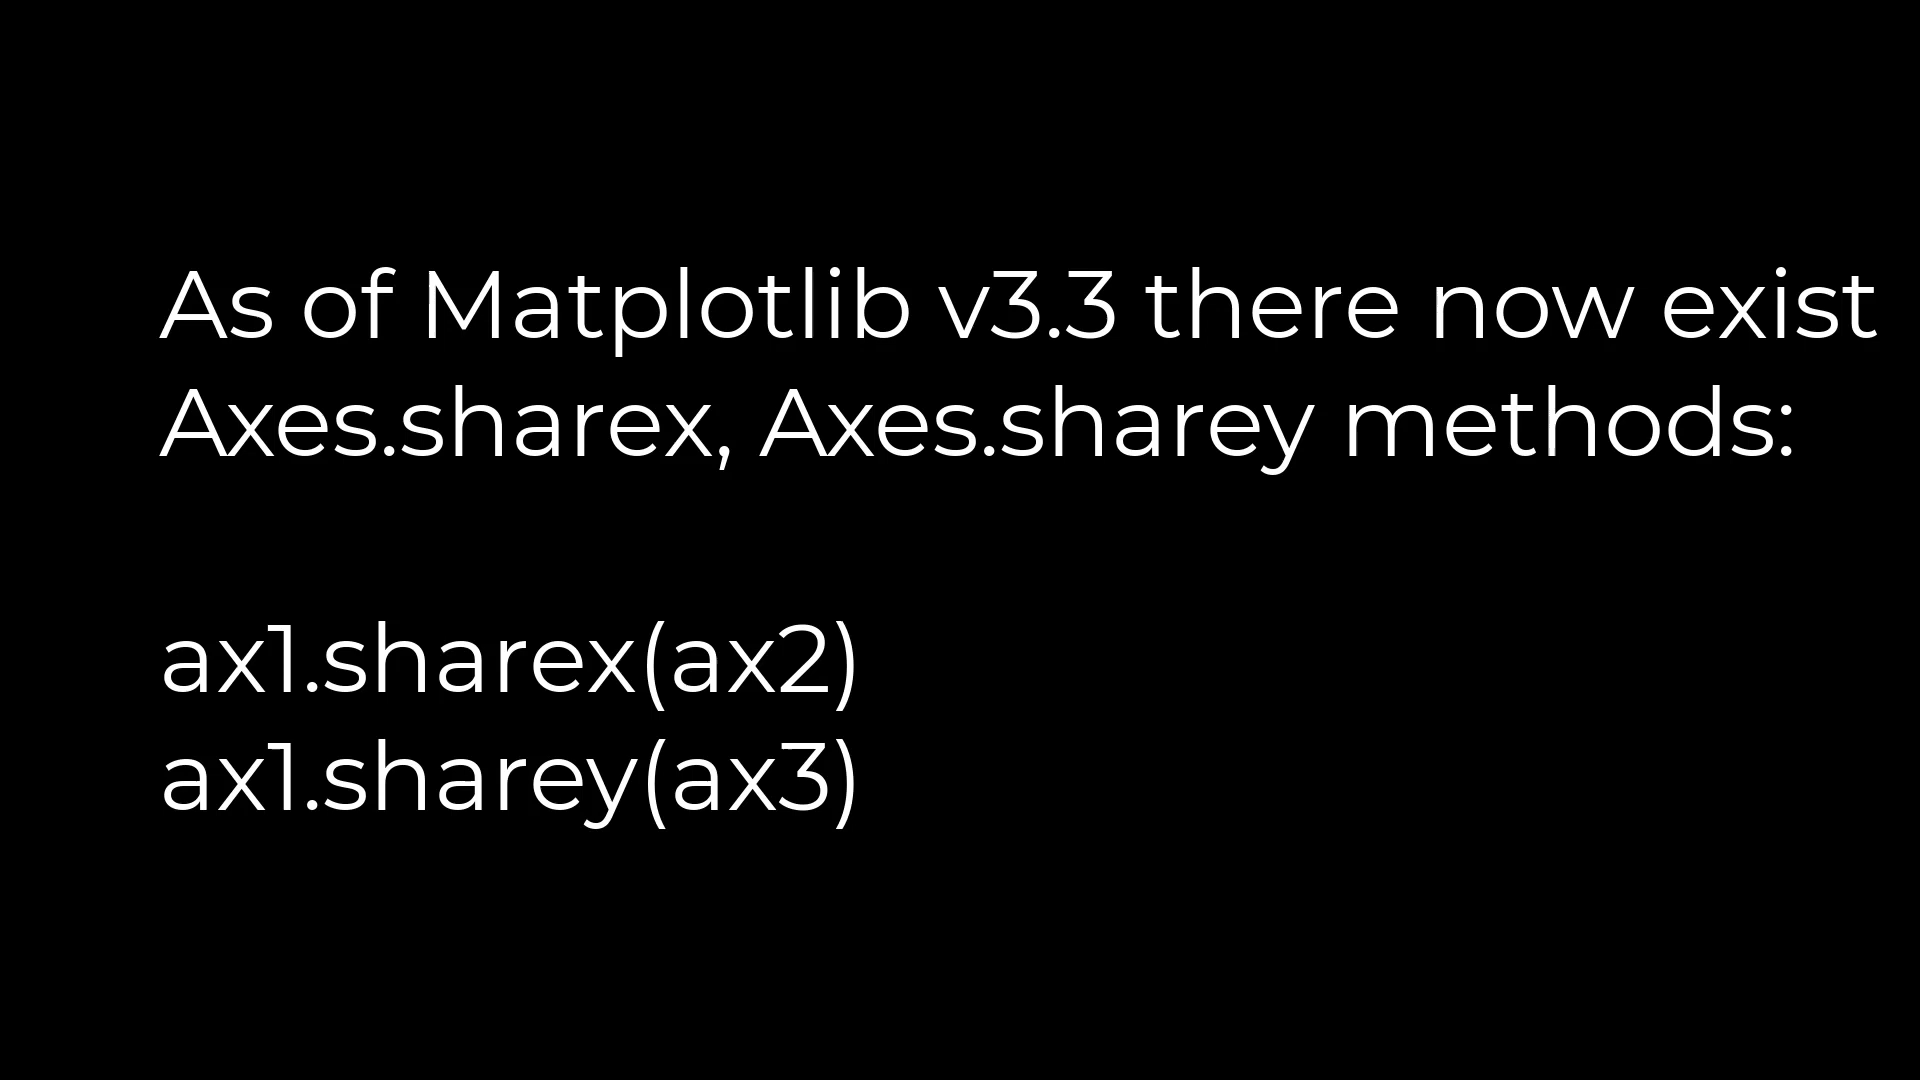 As of Matplotlib v3.3 there now exist
Axes.sharex, Axes.sharey methods:
ax1.sharex(ax2)
ax1.sharey(ax3)